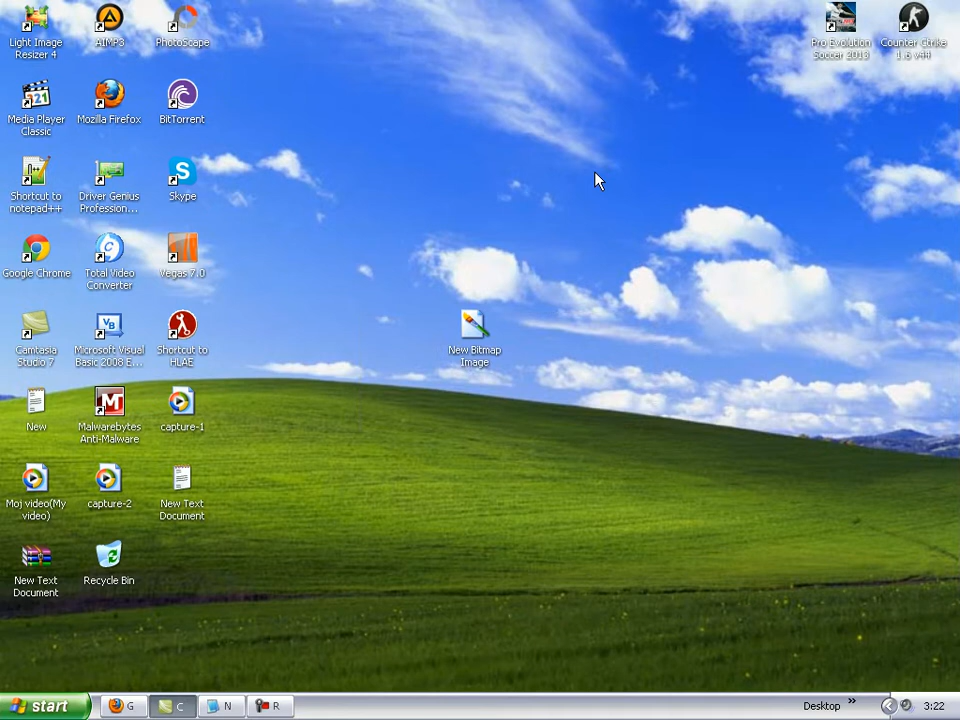 Light Image
Resizer 4
AIMP3
PhotoScape
Pro Evolution
Soccer 2013
Counter Strike
1.6 v44
Media Player
Classic
Mozilla Firefox
BitTorrent
Shortcut to
notepad++
Driver Genius
Profession...
Skype
Google Chrome
Total Video
Converter
Vegas 7.0
Camtasia
Studio 7
Microsoft Visual
Basic 2008 E...
Shortcut to
HLAE
New Bitmap
Image
New
Malwarebytes
Anti-Malware
capture-1
Moj video(My
video)
capture-2
New Text
Document
New Text
Document
Recycle Bin
start
G
C
N
R
Desktop
3:22